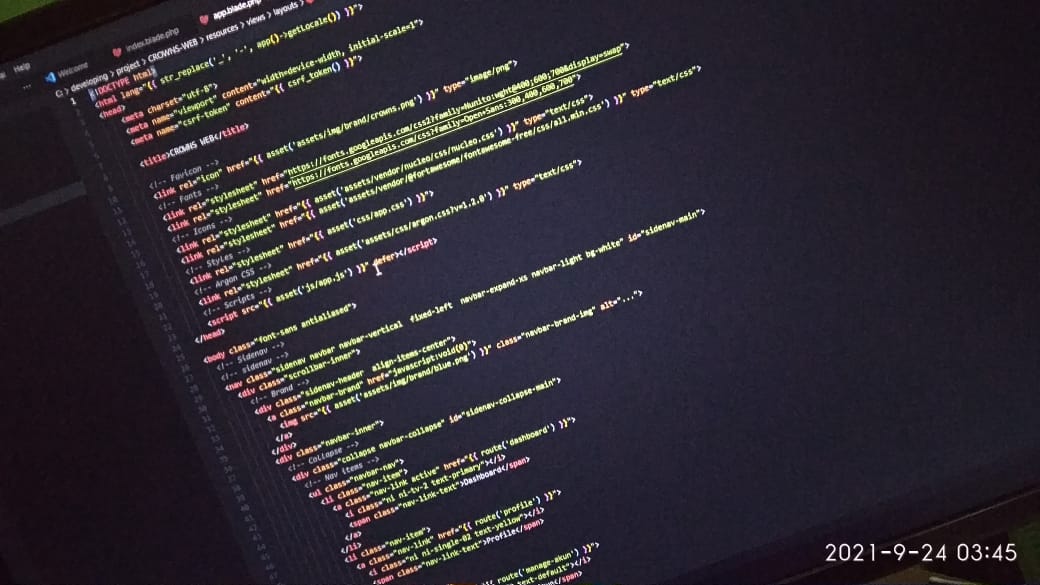 Help
Welcome
index.blade.php
app.blade.php
C: > developing > project > CROWNS-WEB > resources > views > layouts >
<!DOCTYPE html>
<html lang="{{ str_replace('_', '-', app()->getLocale()) }}">
<head>
<meta charset="utf-8">
<meta name="viewport" content="width=device-width, initial-scale=1">
<meta name="csrf-token" content="{{ csrf_token() }}">
<title>CROWNS WEB</title>
<!-- Favicon -->
<link rel="icon" href="{{ asset('assets/img/brand/crowns.png') }}" type="image/png">
<!-- Fonts -->
<link rel="stylesheet" href="https://fonts.googleapis.com/css2?family=Nunito:wght@400;600;700&display=swap">
<link rel="stylesheet" href="https://fonts.googleapis.com/css?family=Open+Sans:300,400,600,700">
<!-- Icons -->
<link rel="stylesheet" href="{{ asset('assets/vendor/nucleo/css/nucleo.css') }}" type="text/css">
<link rel="stylesheet" href="{{ asset('assets/vendor/@fortawesome/fontawesome-free/css/all.min.css') }}" type="text/css">
<!-- Styles -->
<link rel="stylesheet" href="{{ asset('css/app.css') }}">
<!-- Argon CSS -->
<link rel="stylesheet" href="{{ asset('assets/css/argon.css?v=1.2.0') }}" type="text/css">
<!-- Scripts -->
<script src="{{ asset('js/app.js') }}" defer></script>
</head>
<body class="font-sans antialiased">
<!-- Sidenav -->
<!-- sidenav -->
<nav class="sidenav navbar navbar-vertical fixed-left navbar-expand-xs navbar-light bg-white" id="sidenav-main">
<div class="scrollbar-inner">
<!-- Brand -->
<div class="sidenav-header align-items-center">
<a class="navbar-brand" href="javascript:void(0)">
<img src="{{ asset('assets/img/brand/blue.png') }}" class="navbar-brand-img" alt="...">
</a>
</div>
<div class="navbar-inner">
<!-- Collapse -->
<div class="collapse navbar-collapse" id="sidenav-collapse-main">
<!-- Nav items -->
<ul class="navbar-nav">
<li class="nav-item">
<a class="nav-link active" href="{{ route('dashboard') }}">
<i class="ni ni-tv-2 text-primary"></i>
<span class="nav-link-text">Dashboard</span>
</a>
</li>
<li class="nav-item">
<a class="nav-link" href="{{ route('profile') }}">
<i class="ni ni-single-02 text-yellow"></i>
<span class="nav-link-text">Profile</span>
route('manage-akun') }}">
text-default"></i>
</span>
2021-9-24 03:45